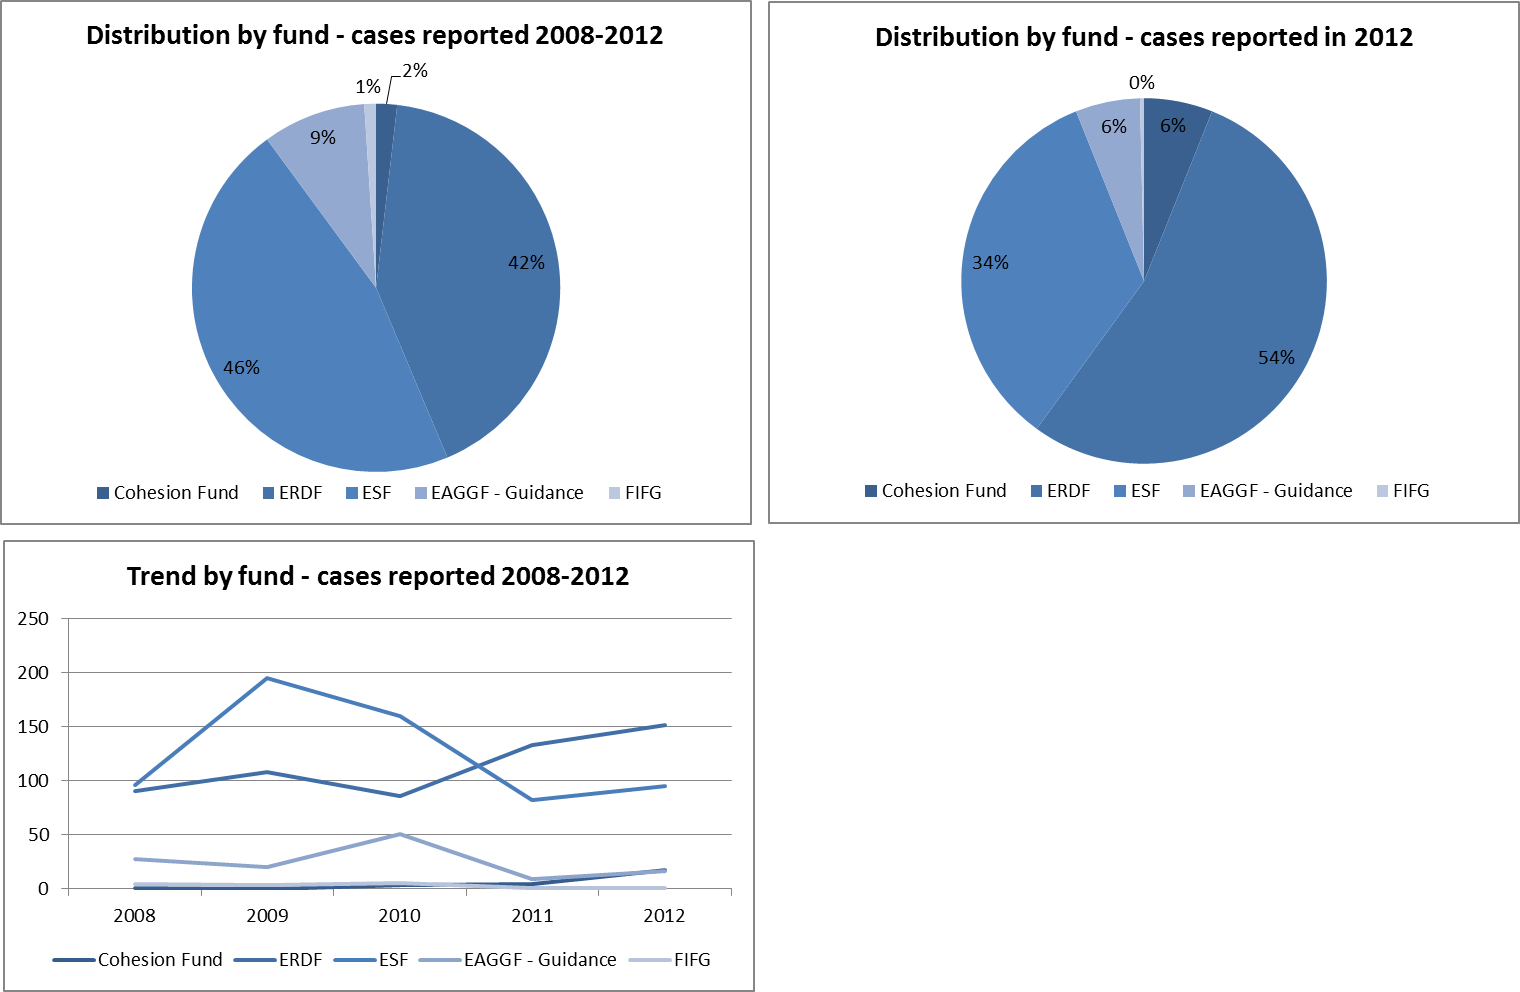 Distribution by fund - cases reported 2008-2012
2%
1%
9%
42%
46%
Cohesion Fund ERDF ESF EAGGF - Guidance FIFG
Distribution by fund - cases reported in 2012
0%
6% 6%
34%
54%
Cohesion Fund ERDF ESF EAGGF - Guidance FIFG
Trend by fund - cases reported 2008-2012
250
200
150
100
50
0
2008 2009 2010 2011 2012
Cohesion Fund ERDF ESF EAGGF - Guidance FIFG